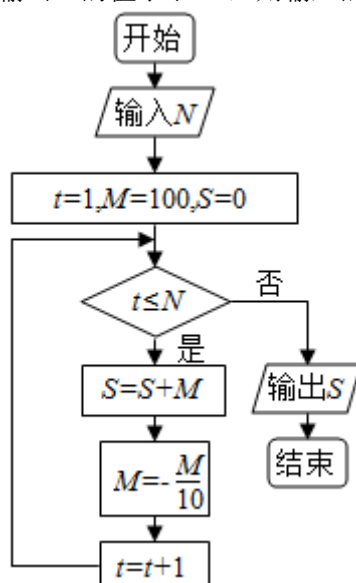 开始
输入N
t=1,M=100,S=0
t≤N
否
是
S=S+M
输出S
M=-M/10
结束
t=t+1